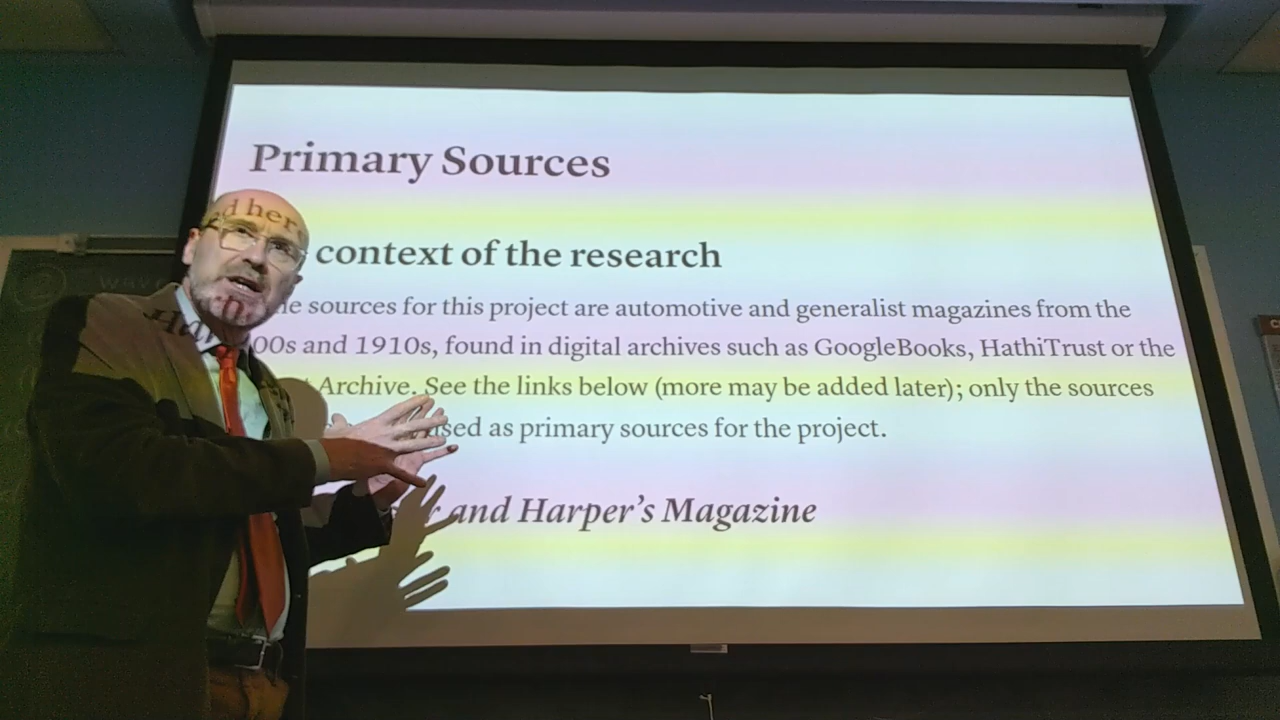 Primary Sources
context of the research
sources for this project are automotive and generalist magazines from the
00s and 1910s, found in digital archives such as GoogleBooks, HathiTrust or the
Archive. See the links below (more may be added later); only the sources
used as primary sources for the project.
and Harper's Magazine